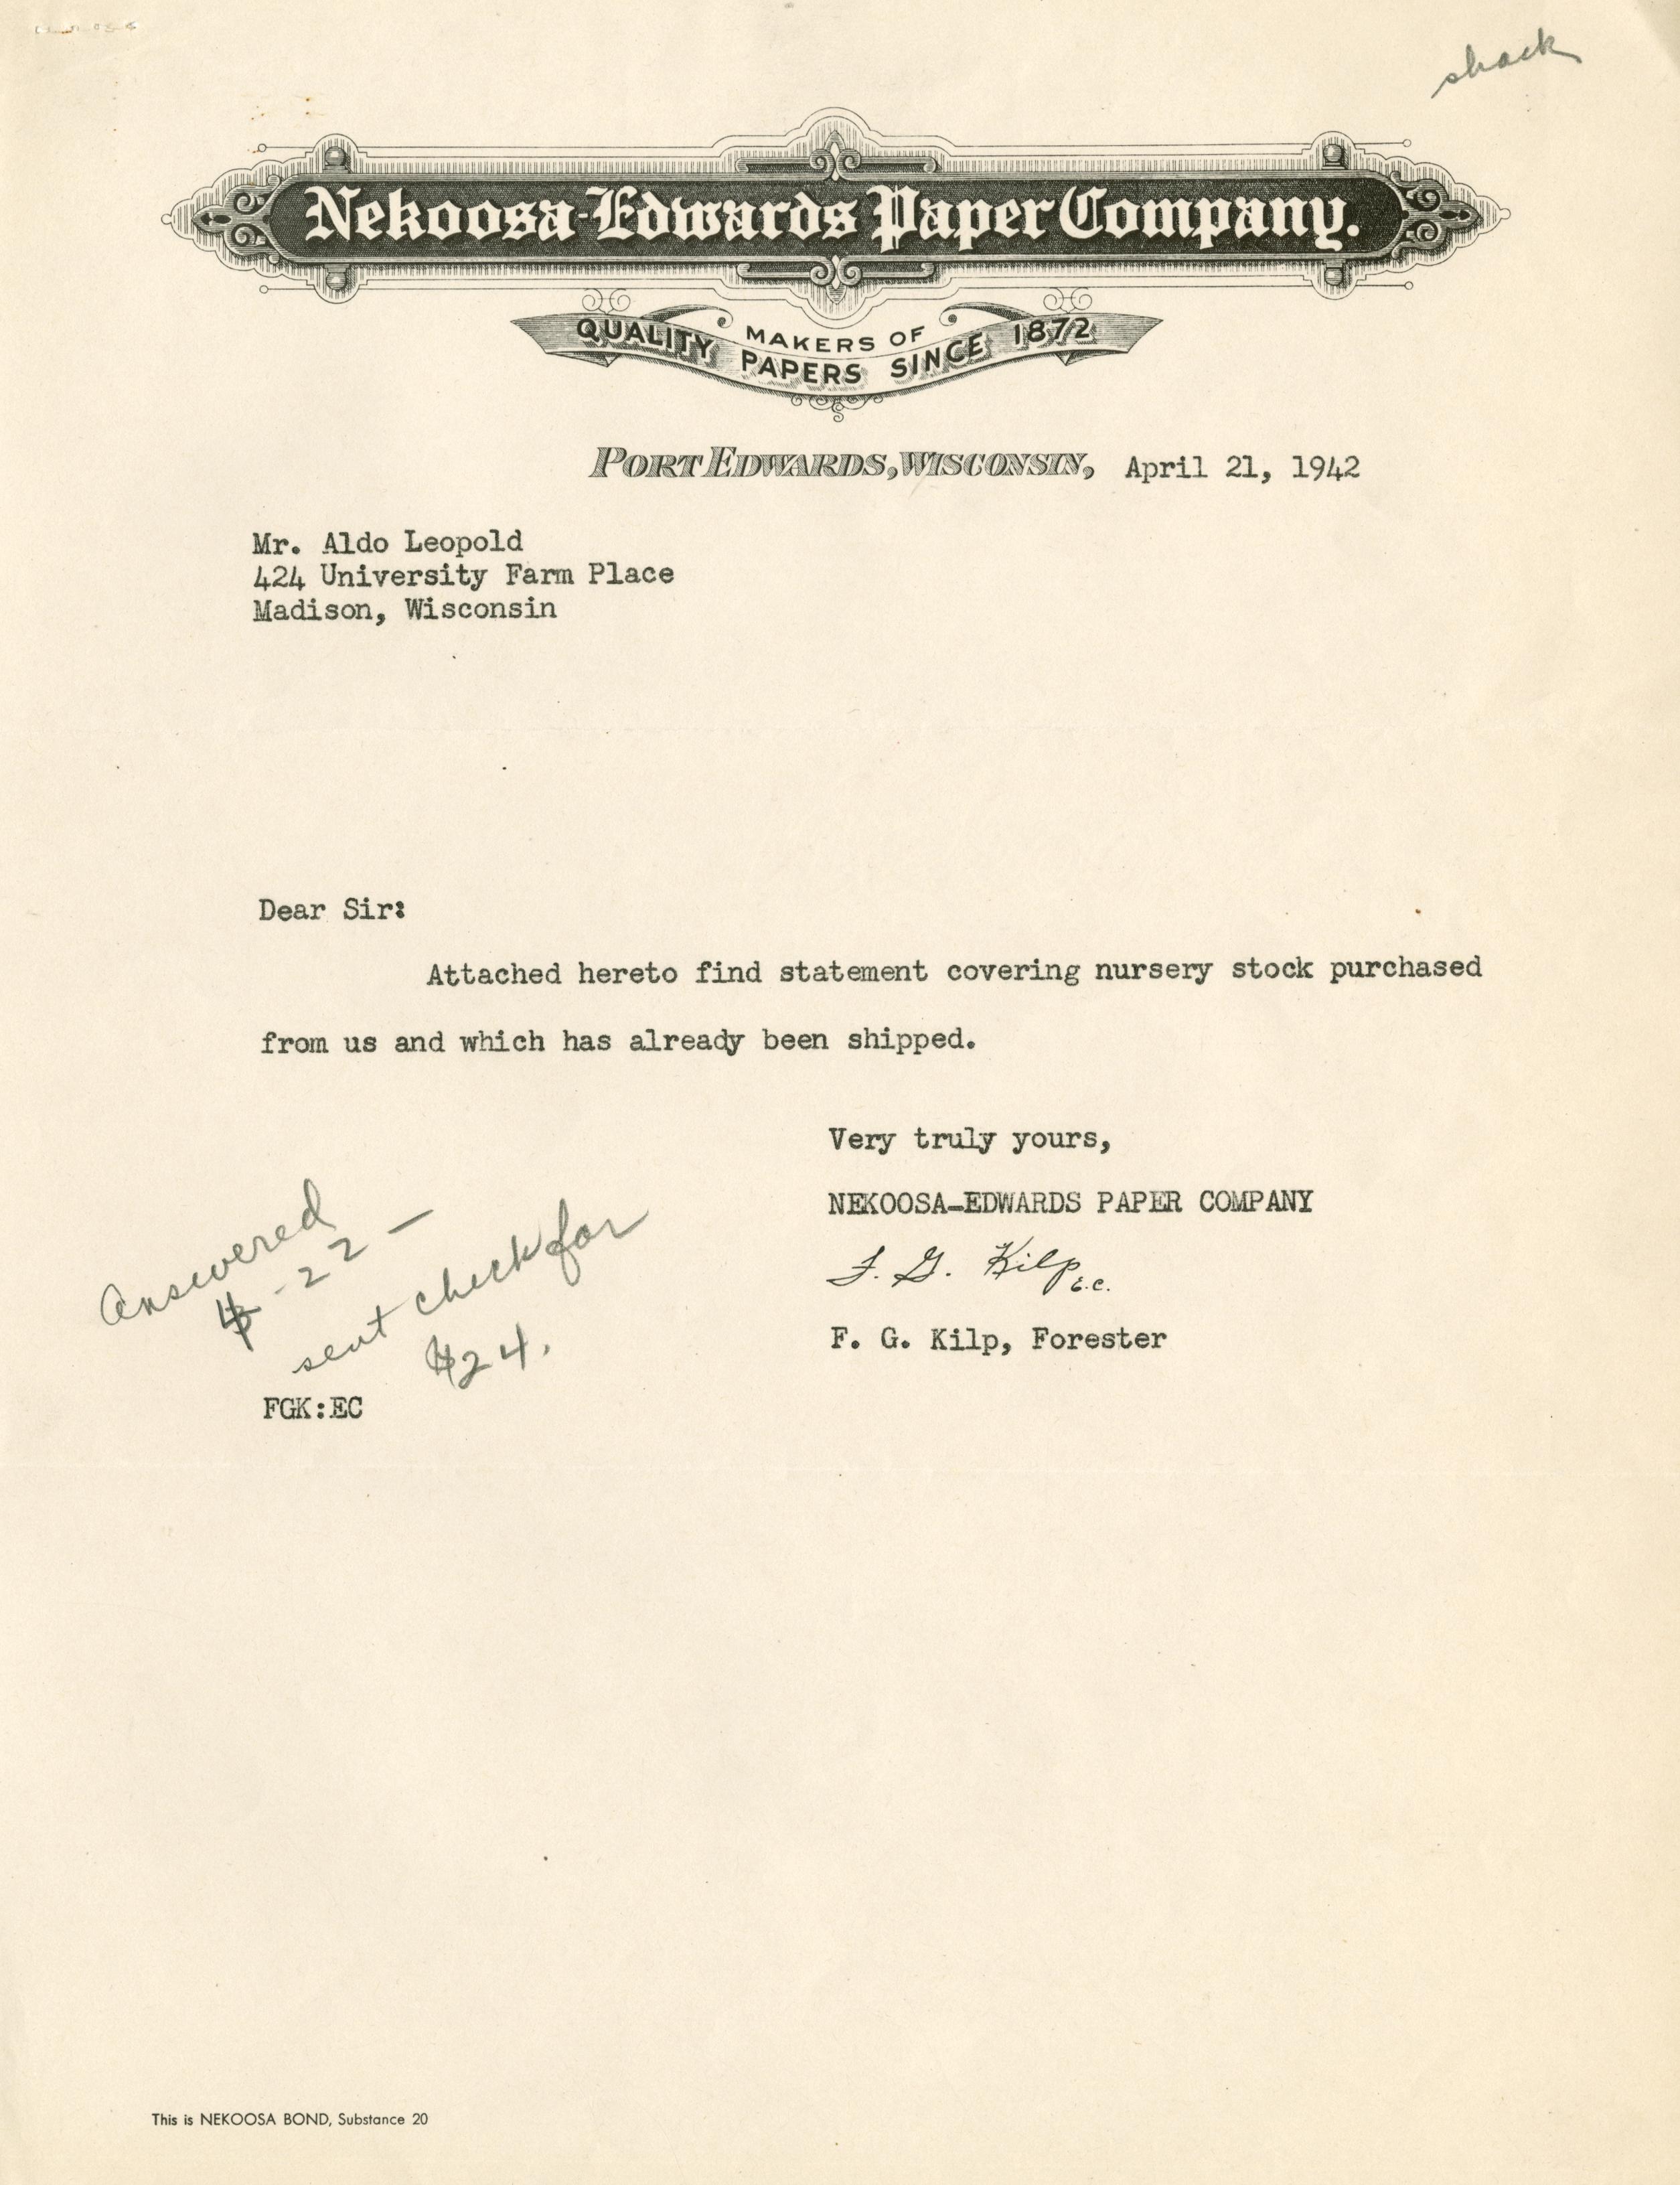 shack
Nekoosa-Edwards Paper Company.
MAKERS OF
QUALITY PAPERS SINCE 1872
PORT EDWARDS, WISCONSIN, April 21, 1942
Mr. Aldo Leopold
424 University Farm Place
Madison, Wisconsin
Dear Sir:
Attached hereto find statement covering nursery stock purchased
from us and which has already been shipped.
Very truly yours,
NEKOOSA-EDWARDS PAPER COMPANY
F. G. Kilp E.C.
F. G. Kilp, Forester
Answered
4-22-
sent check for
$24.
FGK:EC
This is NEKOOSA BOND, Substance 20